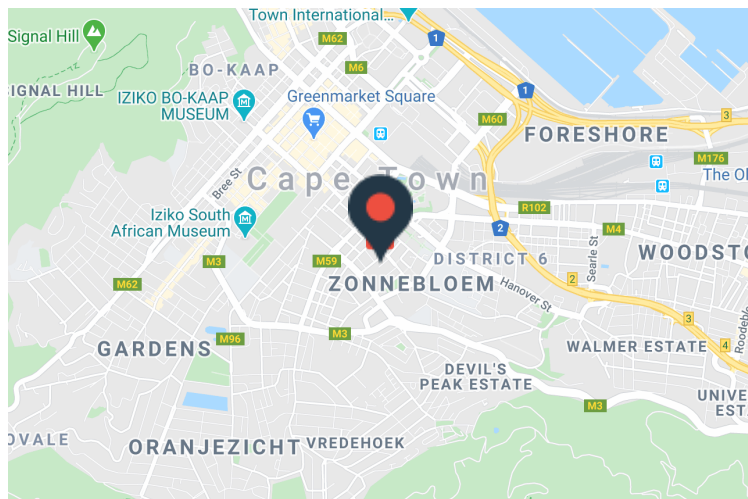 Town International...
Signal Hill
M62
1
BO-KAAP
M6
SIGNAL HILL
IZIKO BO-KAAP
MUSEUM
Greenmarket Square
1
M60
3
FORESHORE
M176
The Ol
Bree St
Cape Town
R102
Iziko South
African Museum
2
M4
M3
M59
DISTRICT 6
Searle St
WOODSTO
M62
ZONNEBLOEM
Hanover St
2
3
M3
M96
GARDENS
WALMER ESTATE
4
Roodeblo
DEVIL'S
PEAK ESTATE
UNIVE
EST
M3
OVALE
ORANJEZICHT
VREDEHOEK